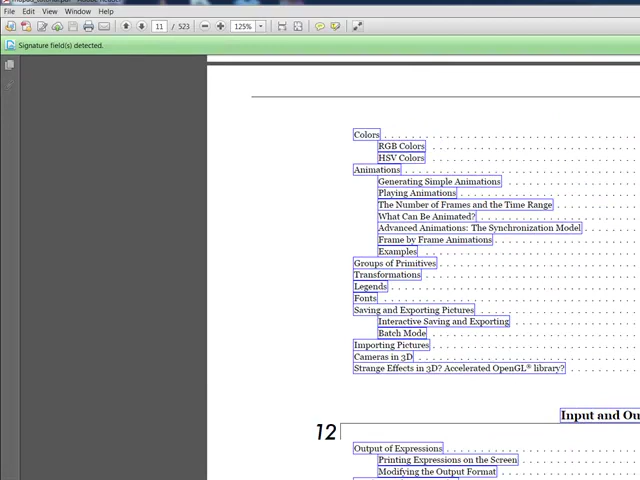 File Edit View Window Help
11 / 523 125%
Signature field(s) detected.
Colors
RGB Colors
HSV Colors
Animations
Generating Simple Animations
Playing Animations
The Number of Frames and the Time Range
What Can Be Animated?
Advanced Animations: The Synchronization Model
Frame by Frame Animations
Examples
Groups of Primitives
Transformations
Legends
Fonts
Saving and Exporting Pictures
Interactive Saving and Exporting
Batch Mode
Importing Pictures
Cameras in 3D
Strange Effects in 3D? Accelerated OpenGL® library?
Input and Ou
12
Output of Expressions
Printing Expressions on the Screen
Modifying the Output Format